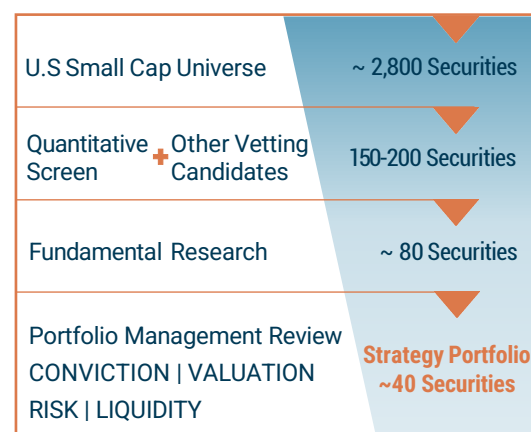 U.S Small Cap Universe
~ 2,800 Securities
Quantitative + Other Vetting
Screen Candidates
150-200 Securities
Fundamental Research
~ 80 Securities
Portfolio Management Review
CONVICTION | VALUATION
RISK | LIQUIDITY
Strategy Portfolio
~40 Securities